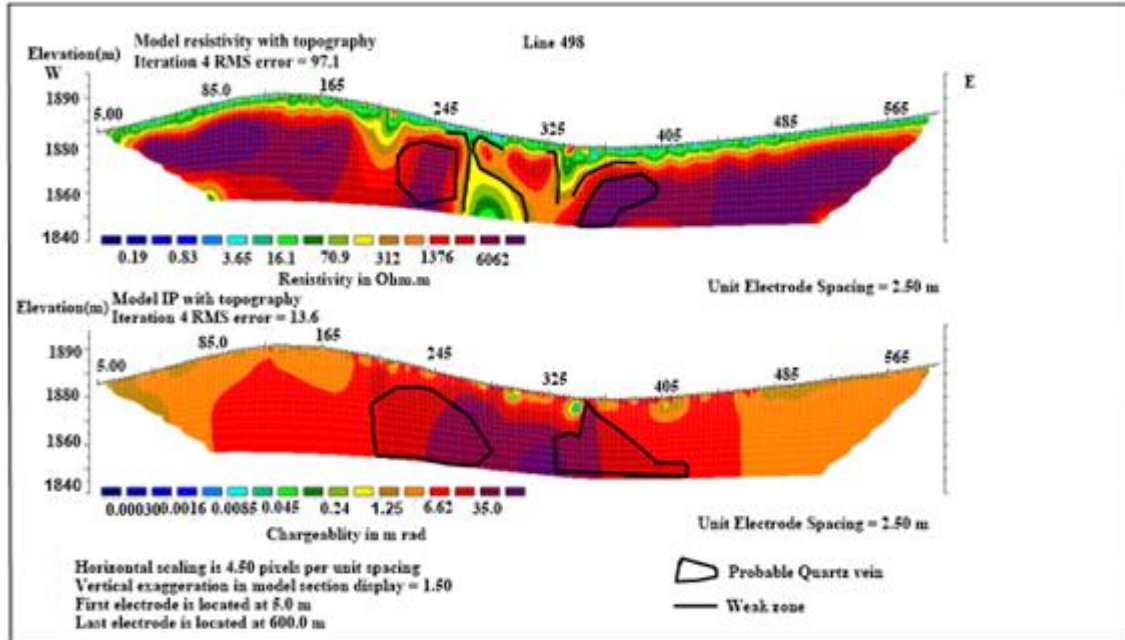 Model resistivity with topography
Iteration 4 RMS error = 97.1
Line 498
Elevation(m)
W
E
1890
1880
1860
1840
5.00
85.0
165
245
325
405
485
565
0.19 0.83 3.65 16.1 70.9 312 1376 6062
Resistivity in Ohm.m
Unit Electrode Spacing = 2.50 m
Model IP with topography
Elevation(m)
Iteration 4 RMS error = 13.6
1890
1880
1860
1840
5.00
85.0
165
245
325
405
485
565
0.00030 0.0016 0.0085 0.045 0.24 1.25 6.62 35.0
Chargeablity in m rad
Unit Electrode Spacing = 2.50 m
Horizontal scaling is 4.50 pixels per unit spacing
Vertical exaggeration in model section display = 1.50
First electrode is located at 5.0 m
Last electrode is located at 600.0 m
Probable Quartz vein
Weak zone